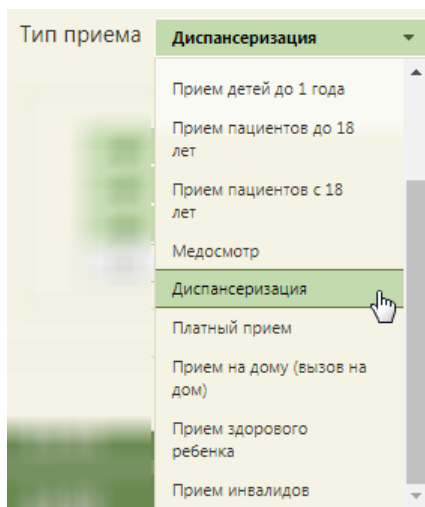 Тип приема Диспансеризация
Прием детей до 1 года
Прием пациентов до 18
лет
Прием пациентов с 18
лет
Медосмотр
Диспансеризация
Платный прием
Прием на дому (вызов на
дом)
Прием здорового
ребенка
Прием инвалидов